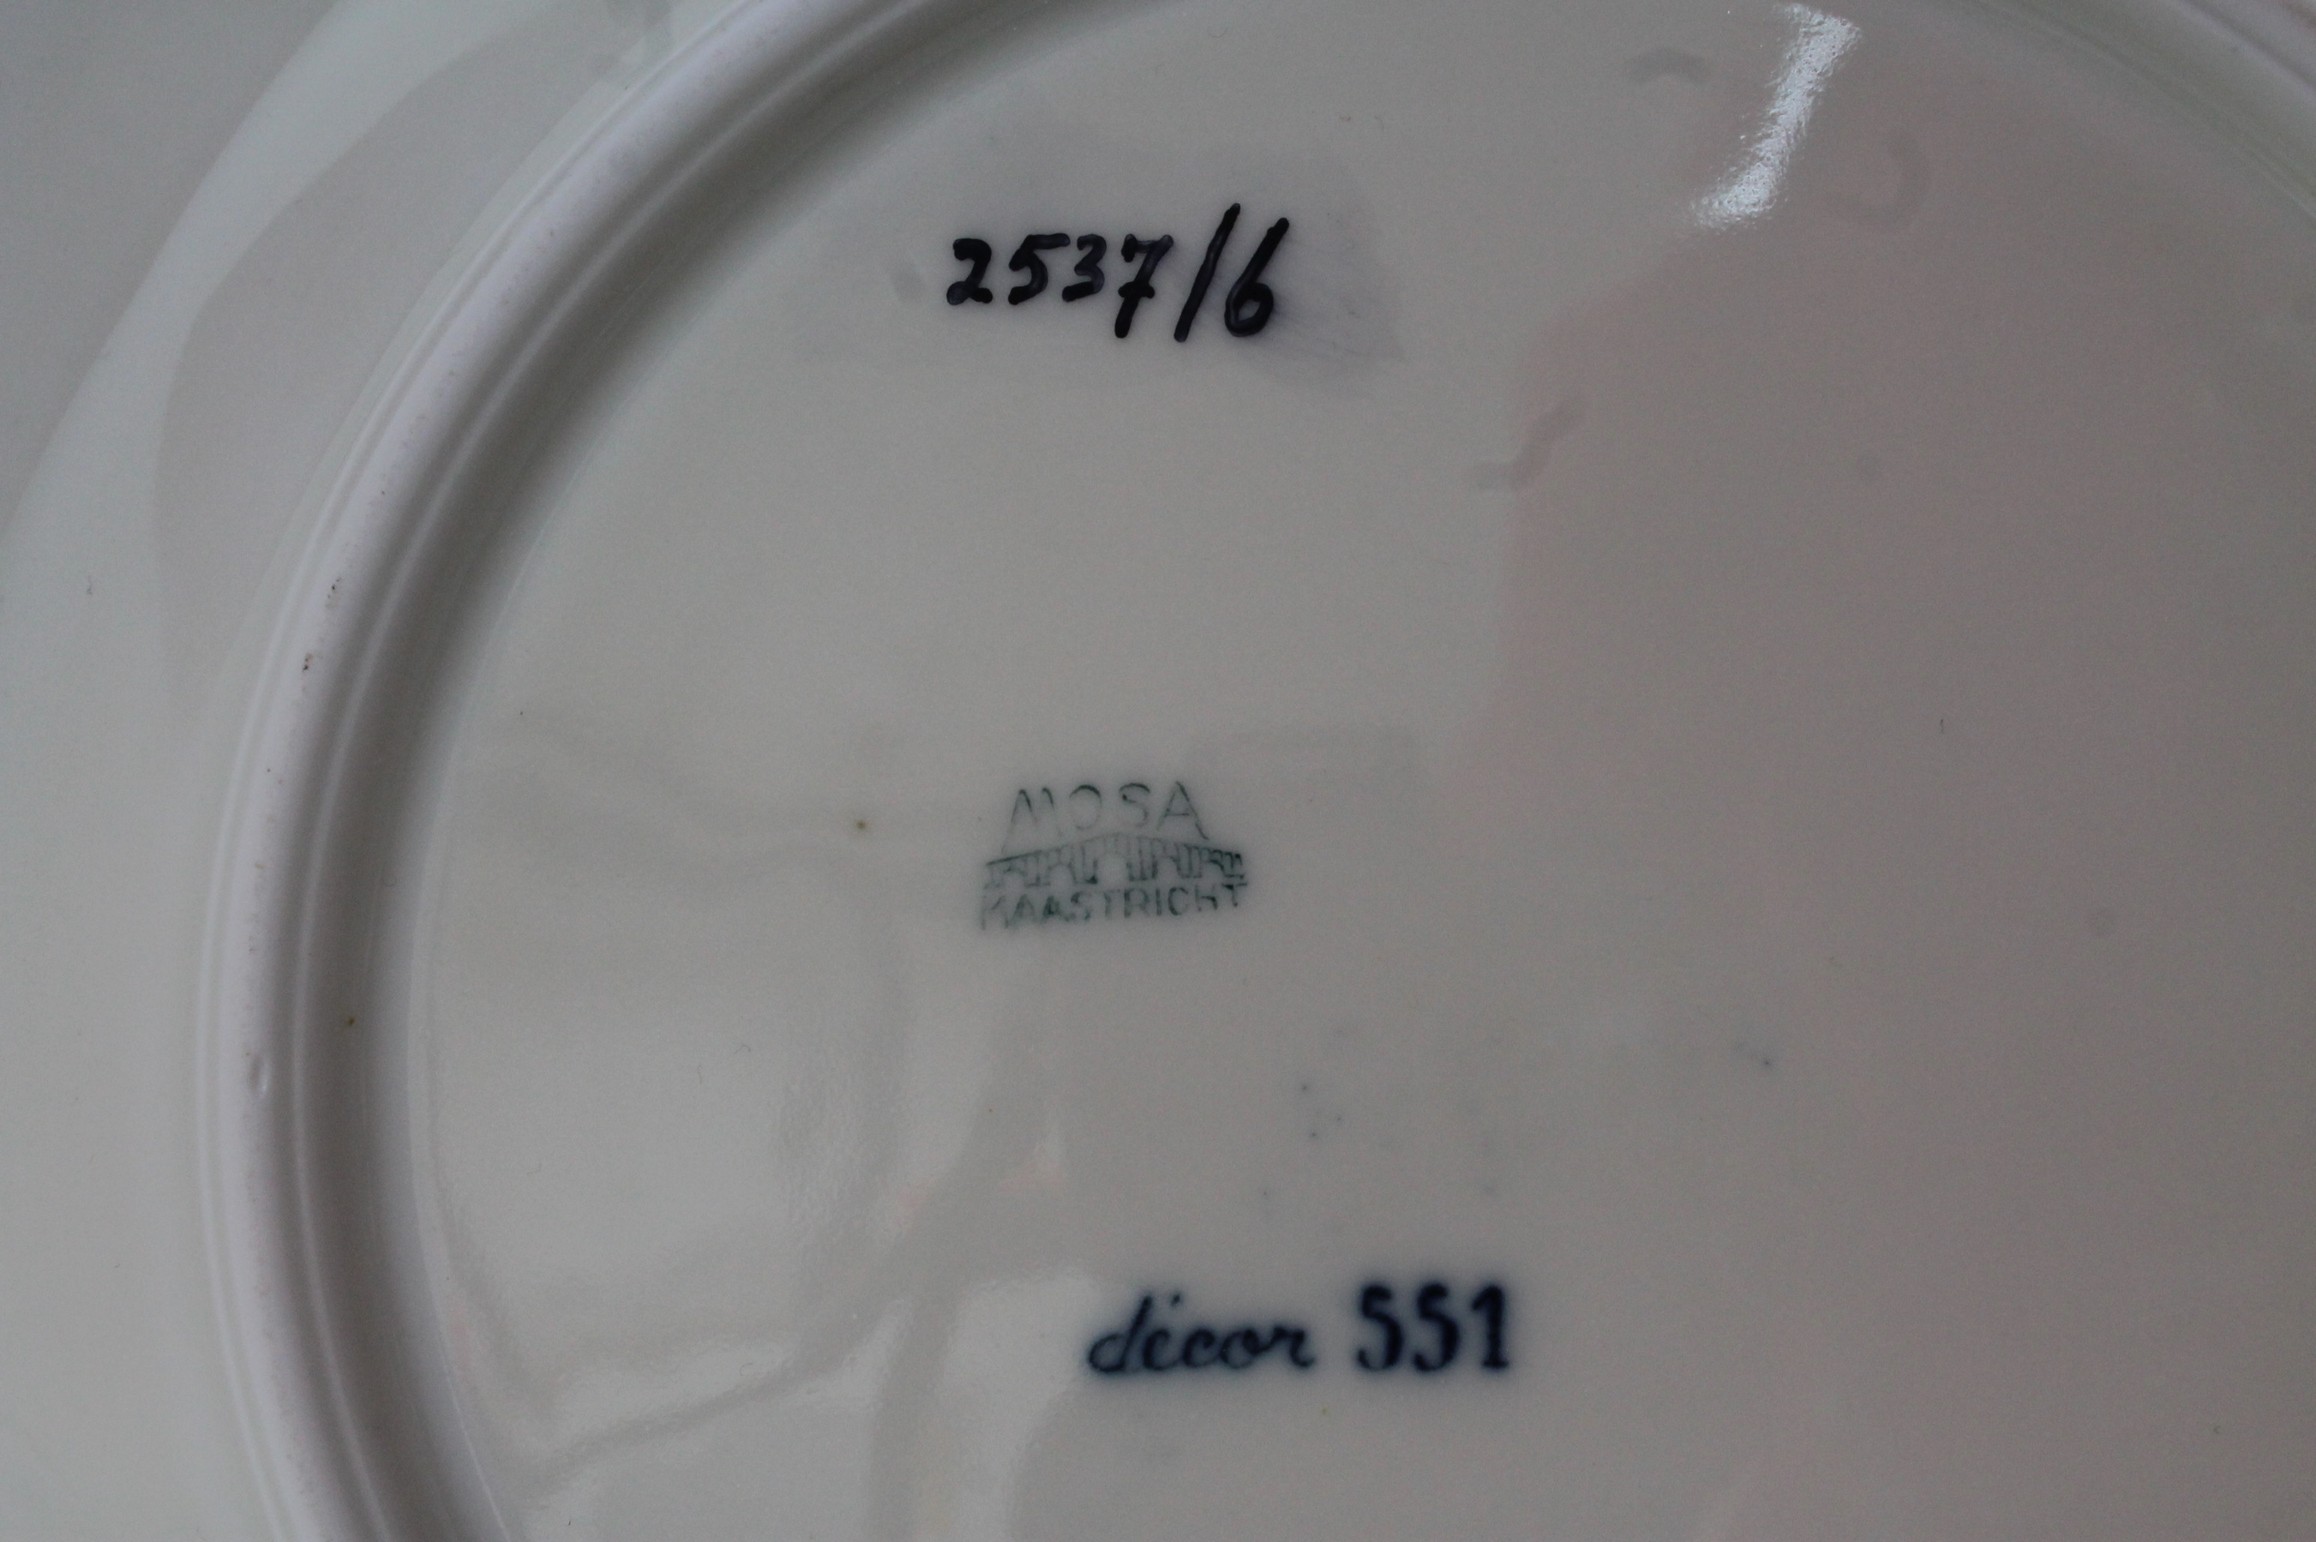 2537/6
MOSA
MAASTRICHT
décor 551